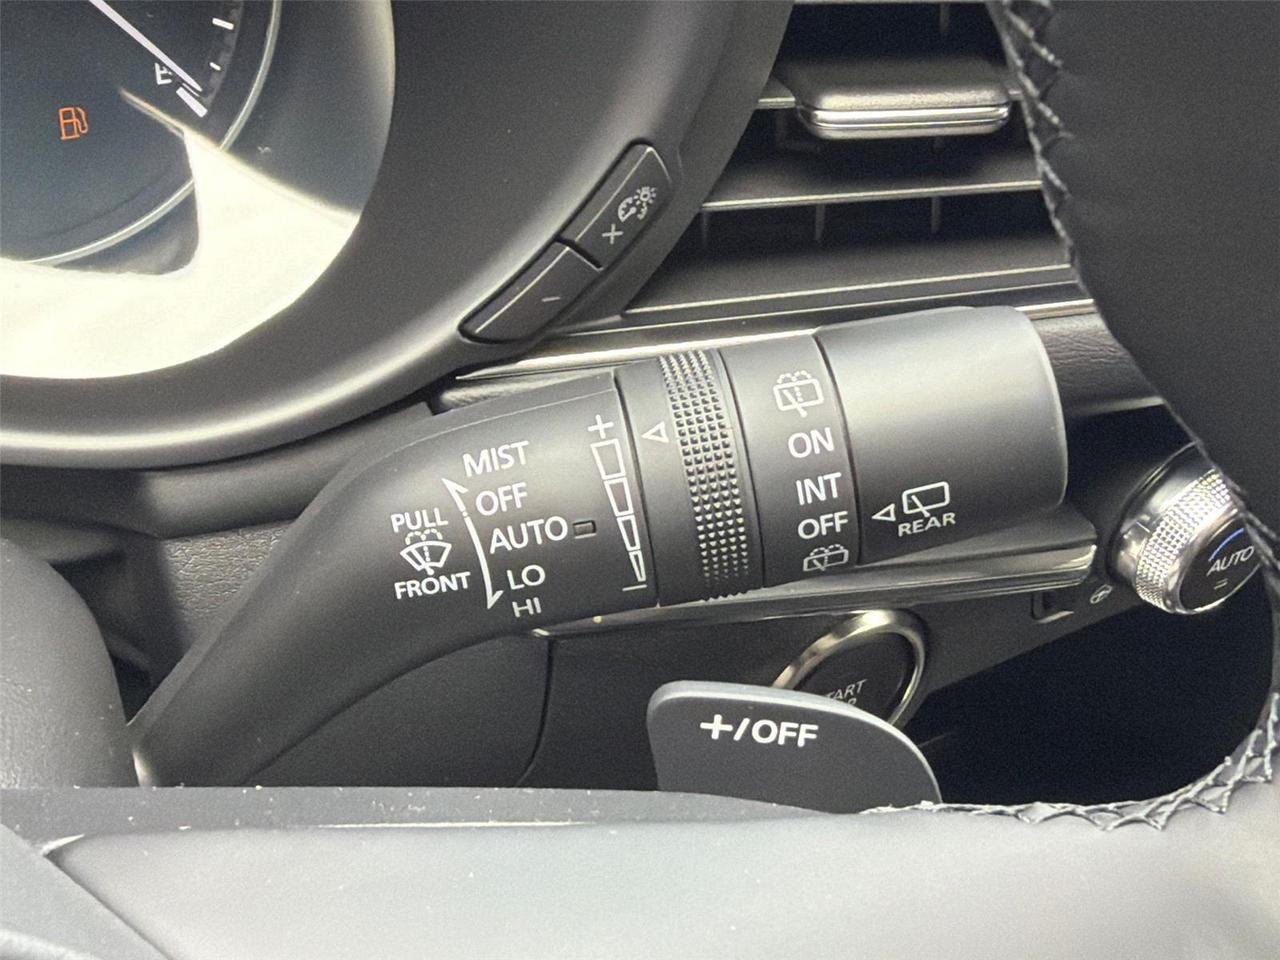 E
+
-
MIST
OFF
AUTO
LO
HI
PULL
FRONT
+
-
ON
INT
OFF
REAR
AUTO
+/OFF